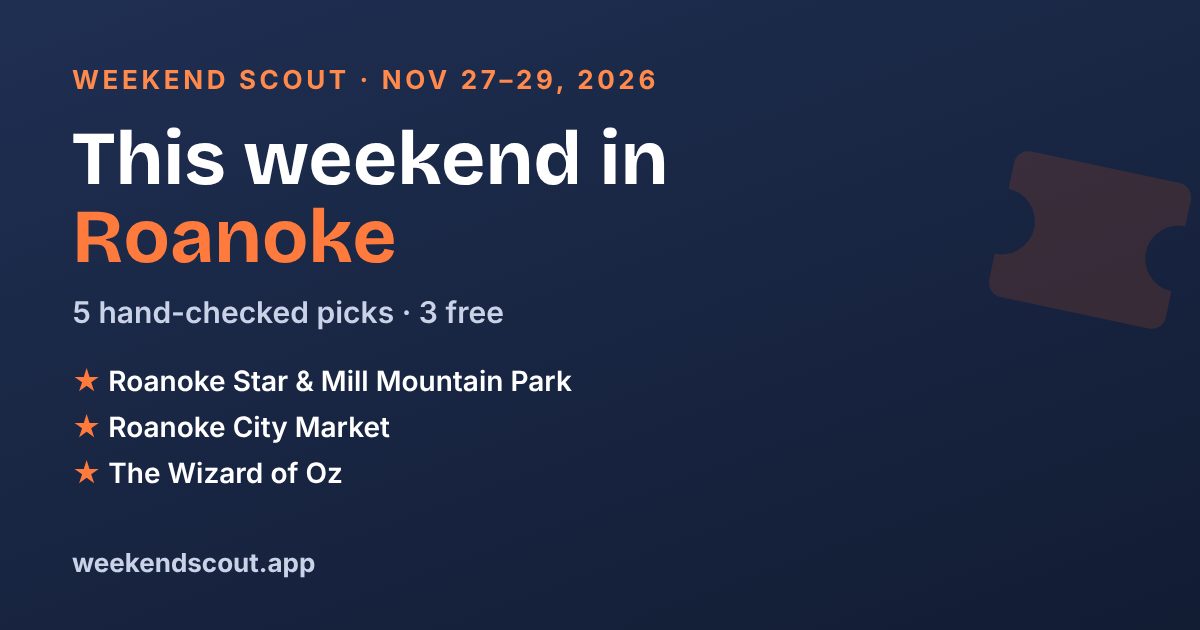 WEEKEND SCOUT · NOV 27–29, 2026
This weekend in
Roanoke
5 hand-checked picks · 3 free
★ Roanoke Star & Mill Mountain Park
★ Roanoke City Market
★ The Wizard of Oz
weekendscout.app